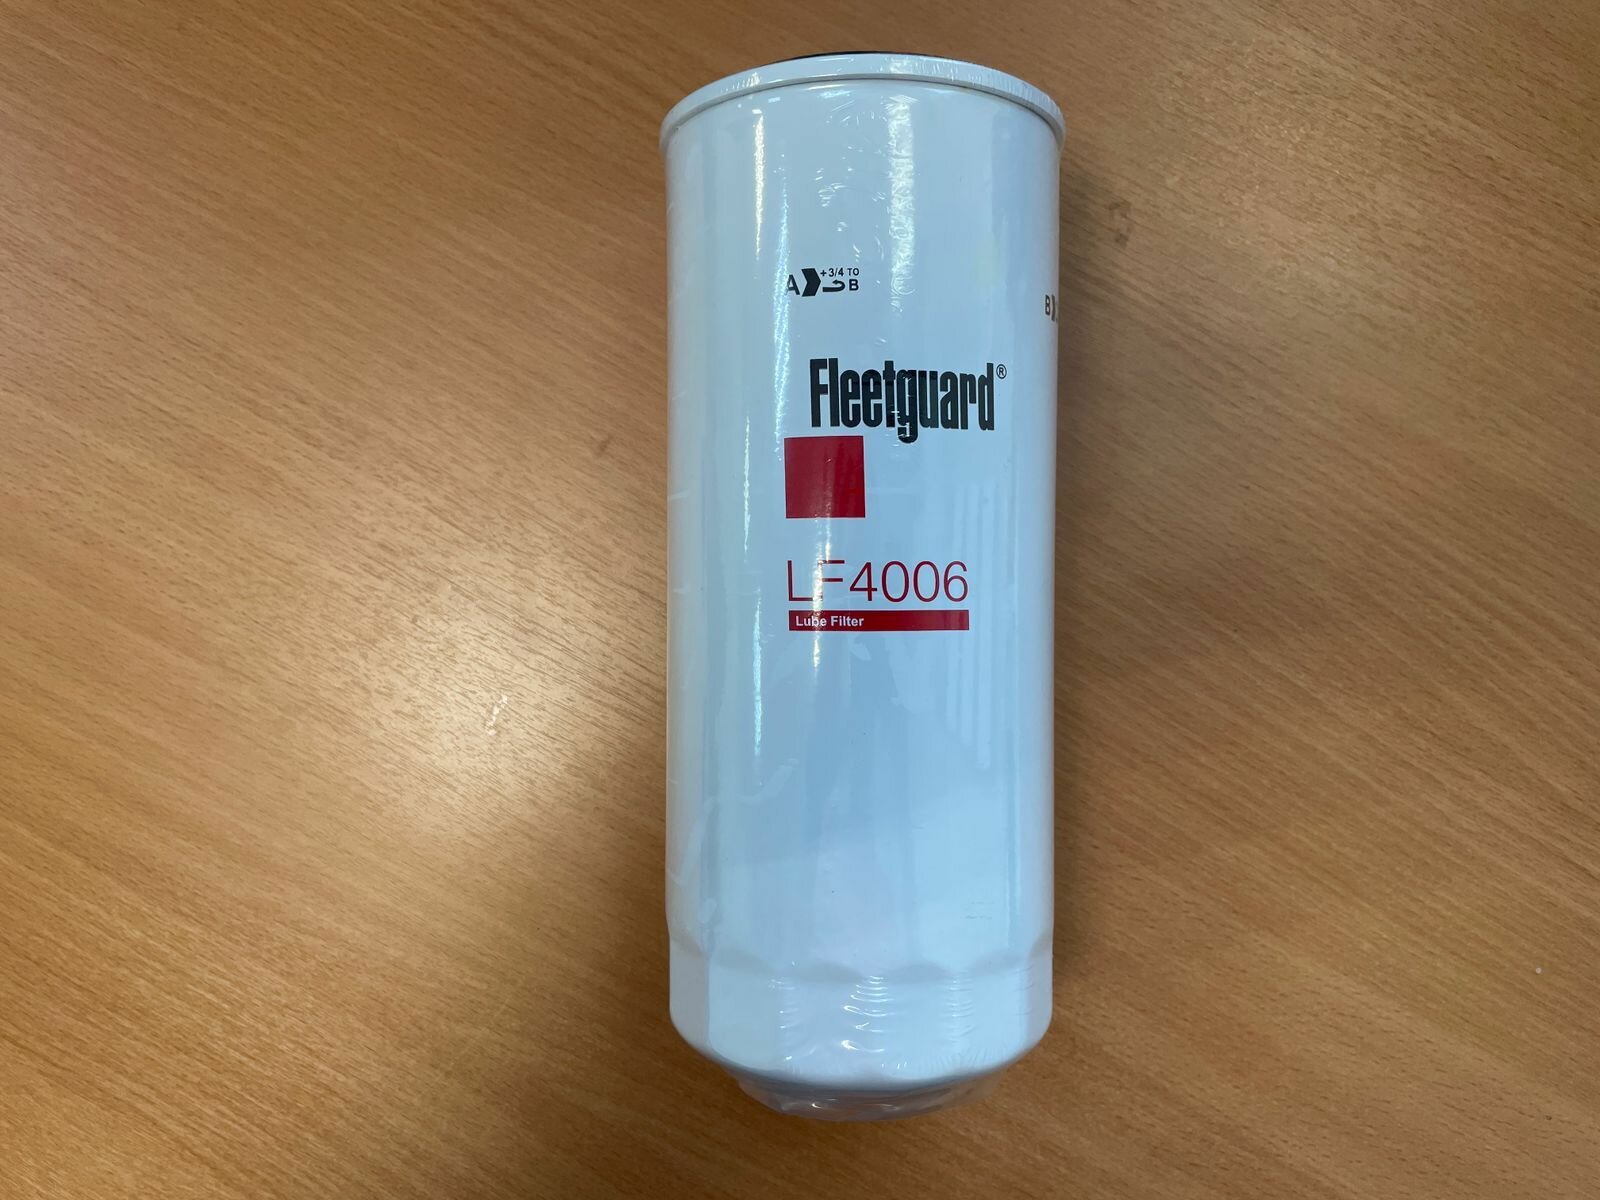 + 3/4 TO
A B
B
Fleetguard®
LF4006
Lube Filter